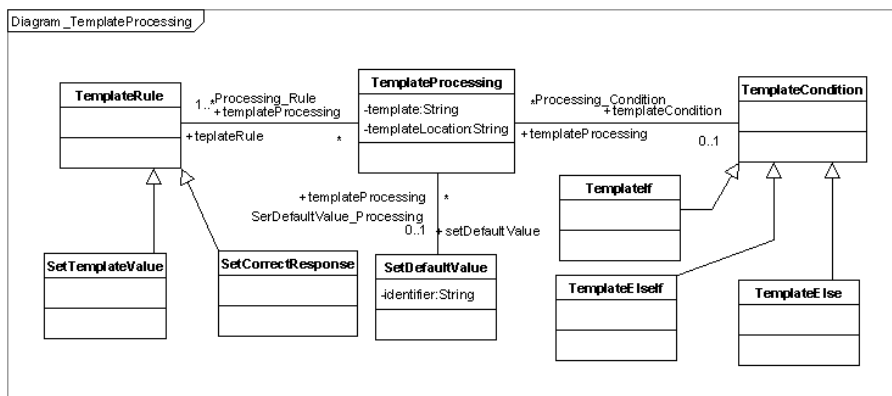 Diagram_TemplateProcessing
TemplateRule
1..*
Processing_Rule
+templateProcessing
+teplateRule
*
TemplateProcessing
-template:String
-templateLocation:String
*
Processing_Condition
+templateCondition
+templateProcessing
0..1
TemplateCondition
+templateProcessing
*
SerDefaultValue_Processing
0..1
+setDefaultValue
TemplateIf
SetTemplateValue
SetCorrectResponse
SetDefaultValue
-identifier:String
TemplateElseIf
TemplateElse